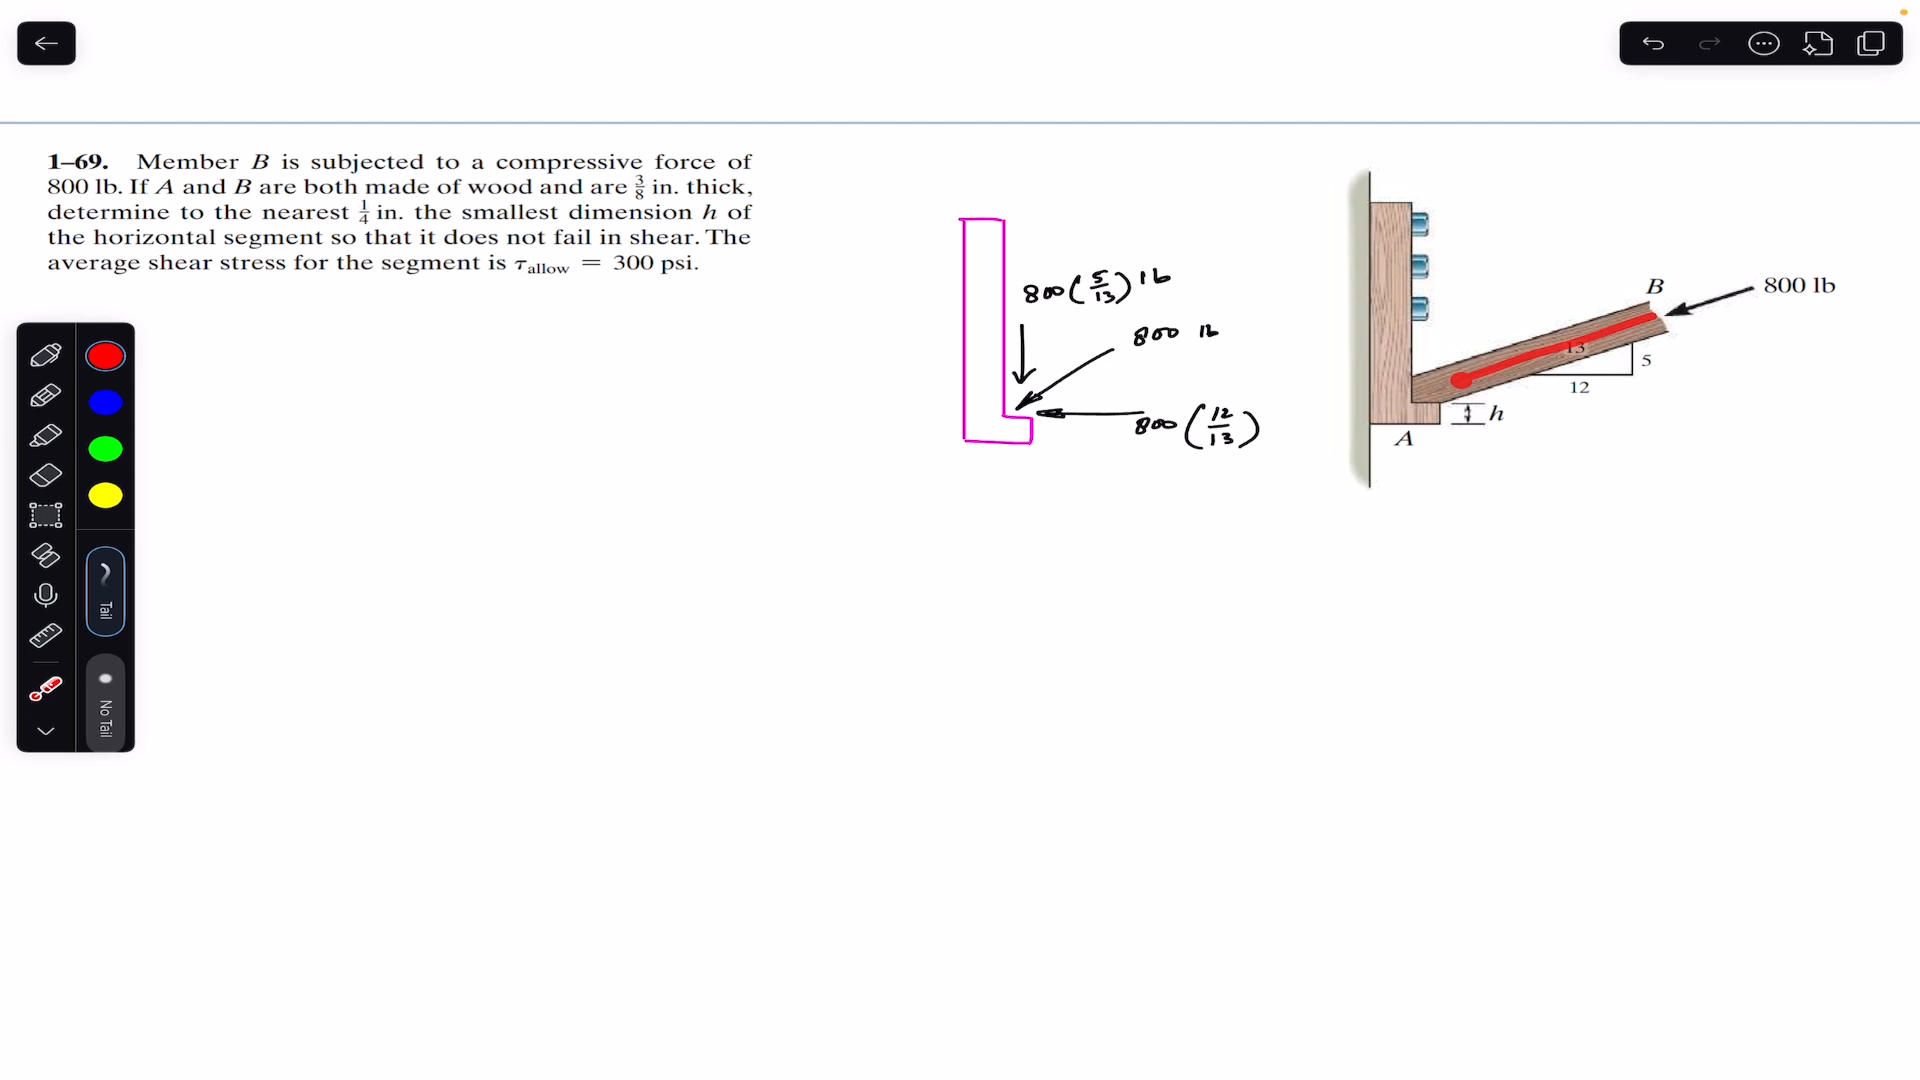 1–69. Member B is subjected to a compressive force of
800 lb. If A and B are both made of wood and are 3/8 in. thick,
determine to the nearest 1/4 in. the smallest dimension h of
the horizontal segment so that it does not fail in shear. The
average shear stress for the segment is τallow = 300 psi.
800(5/13) lb
800 lb
800(12/13)
B
800 lb
13
5
12
h
A
Tail
No Tail